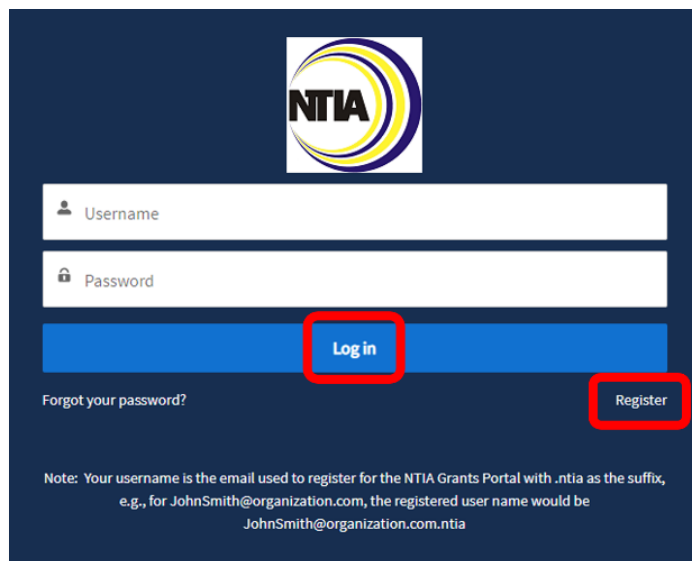 NTIA
Username
Password
Log in
Forgot your password?
Register
Note: Your username is the email used to register for the NTIA Grants Portal with .ntia as the suffix,
e.g., for JohnSmith@organization.com, the registered user name would be
JohnSmith@organization.com.ntia